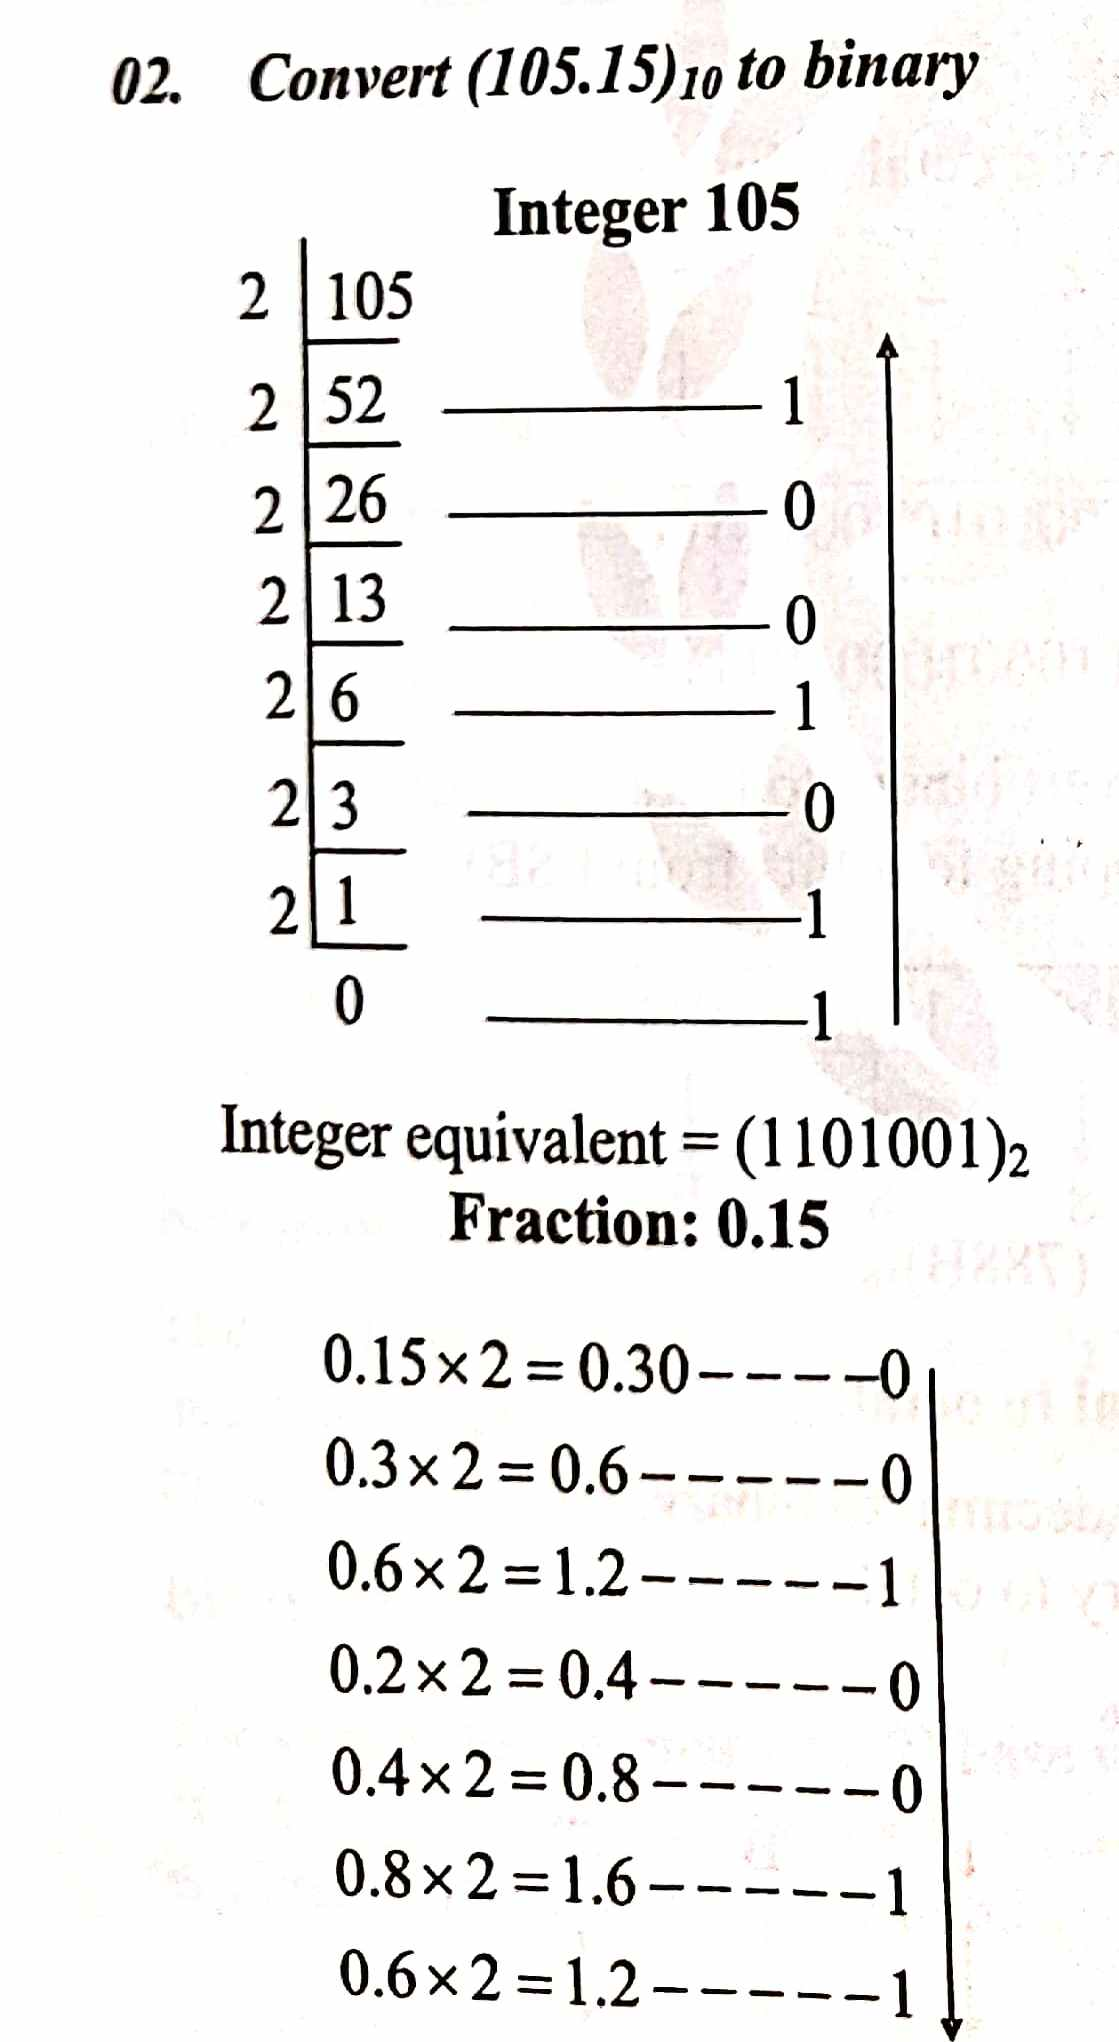 02. Convert (105.15)₁₀ to binary
Integer 105
2 105
2 52 1
2 26 0
2 13 0
2 6 1
2 3 0
2 1 1
0 1
Integer equivalent = (1101001)₂
Fraction: 0.15
0.15 × 2 = 0.30 – – – – 0
0.3 × 2 = 0.6 – – – – – 0
0.6 × 2 = 1.2 – – – – – 1
0.2 × 2 = 0.4 – – – – – 0
0.4 × 2 = 0.8 – – – – – 0
0.8 × 2 = 1.6 – – – – – 1
0.6 × 2 = 1.2 – – – – – 1